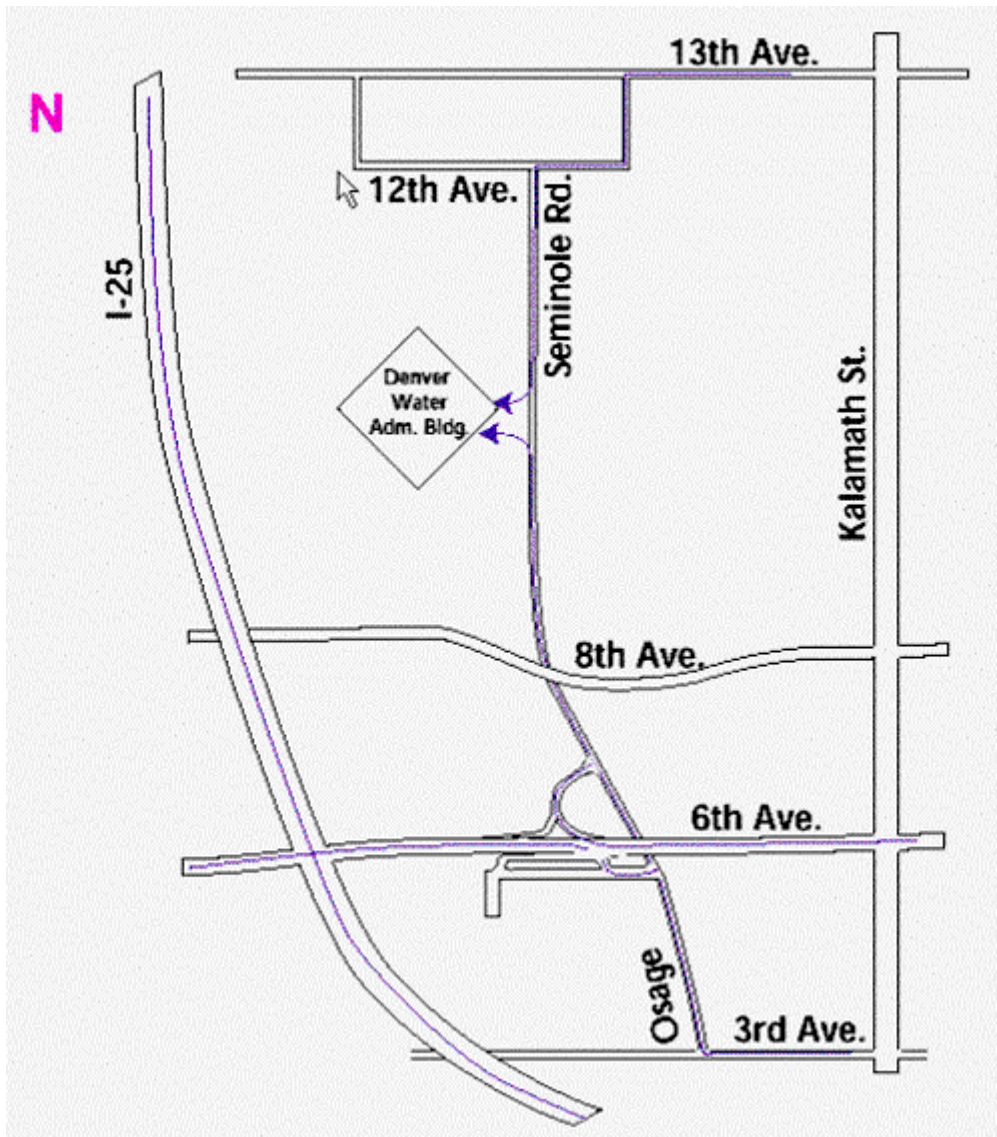 13th Ave.
N
12th Ave.
Seminole Rd.
I-25
Denver
Water
Adm. Bldg.
Kalamath St.
8th Ave.
6th Ave.
Osage
3rd Ave.